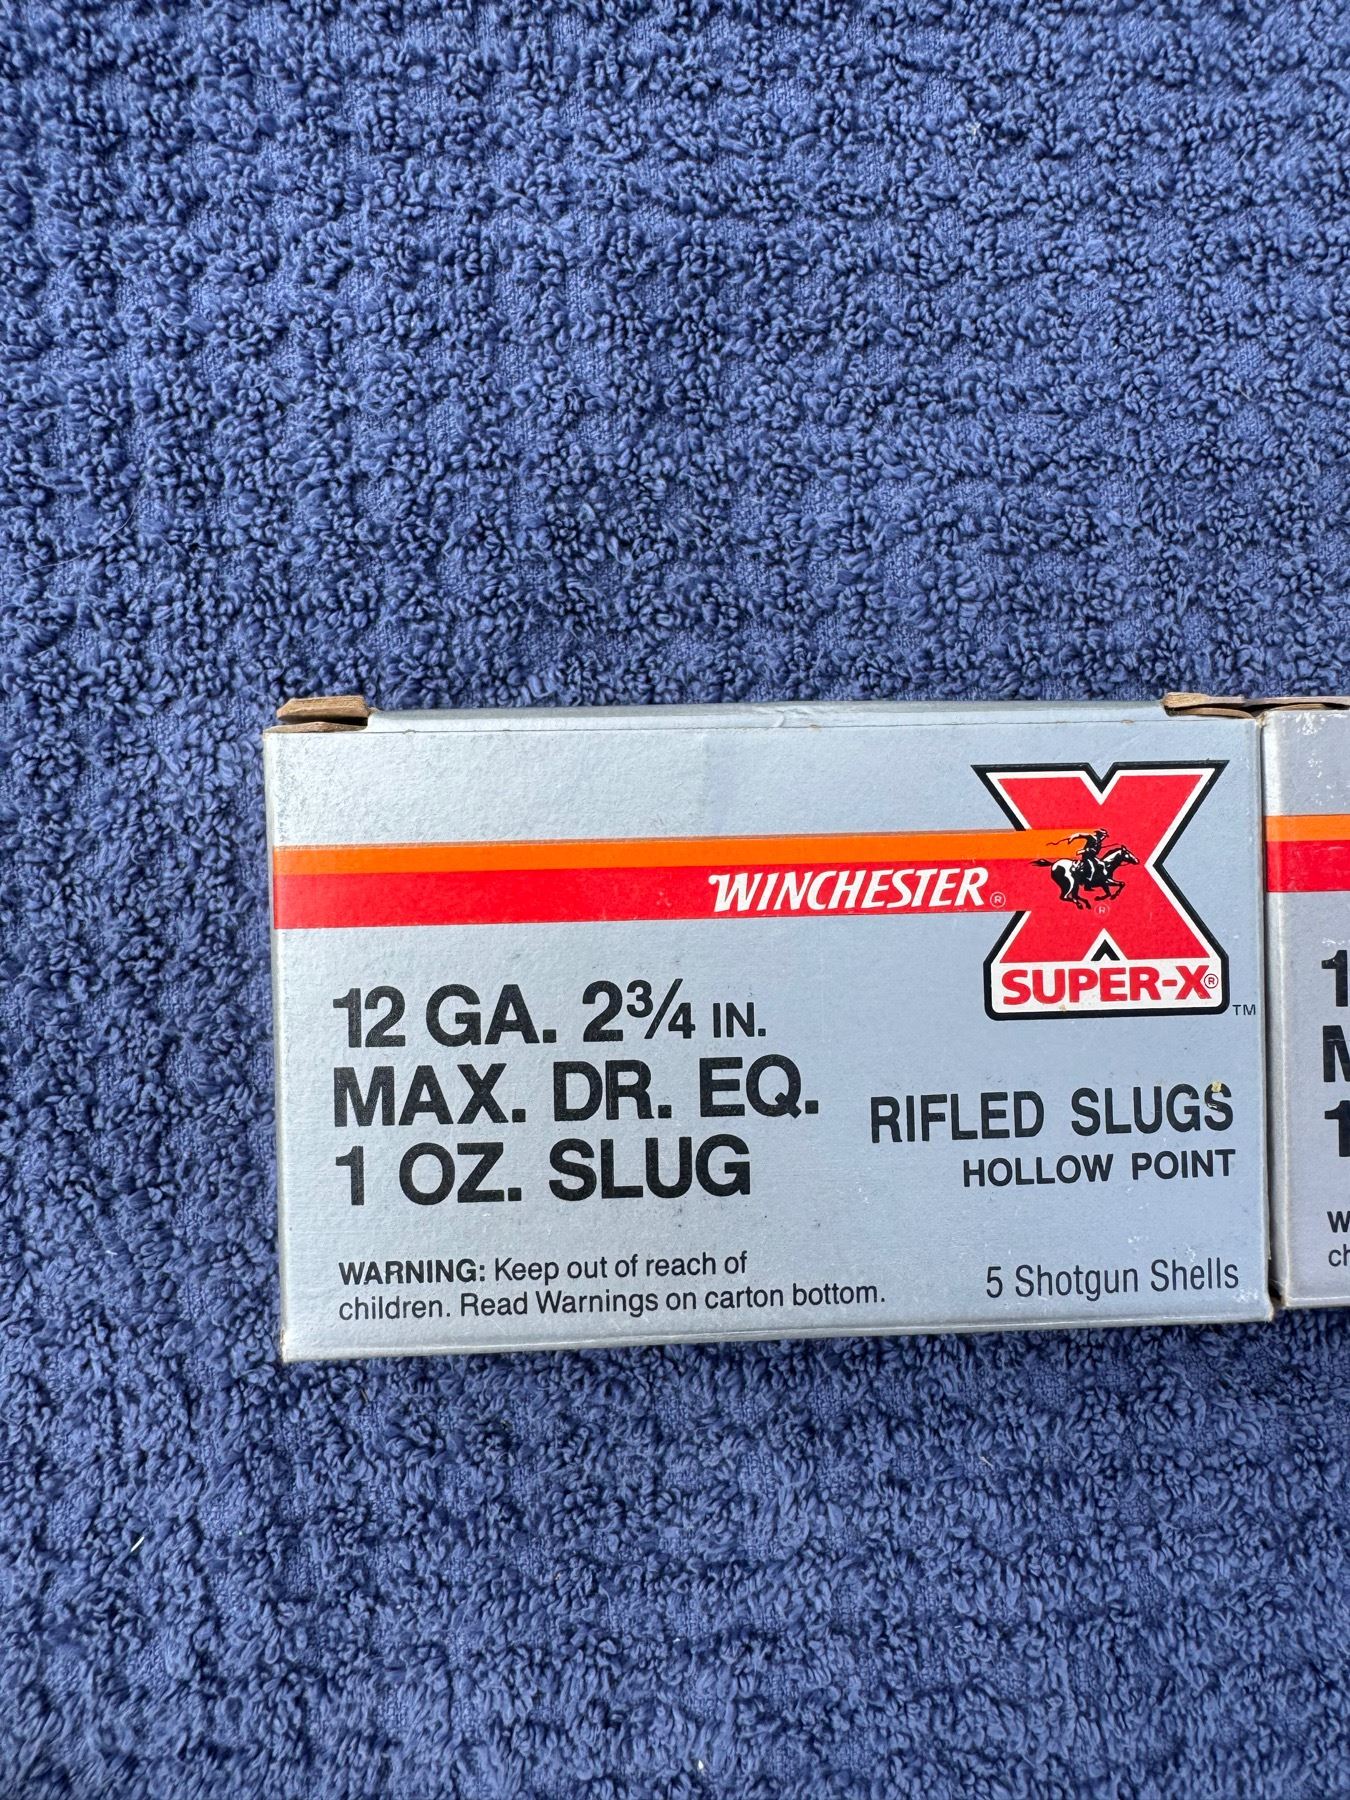 WINCHESTER®
®
SUPER-X®
TM
12 GA. 2¾ IN.
MAX. DR. EQ.
1 OZ. SLUG
RIFLED SLUGS
HOLLOW POINT
WARNING: Keep out of reach of
children. Read Warnings on carton bottom.
5 Shotgun Shells